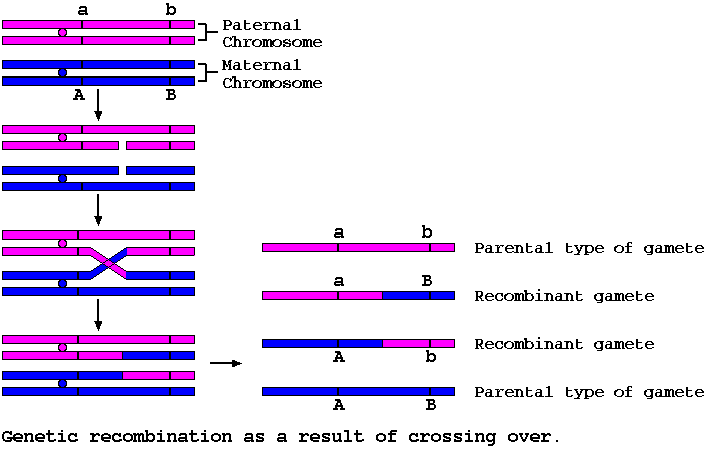 a b
Paternal
Chromosome
Maternal
Chromosome
A B
a b
Parental type of gamete
a B
Recombinant gamete
Recombinant gamete
A b
Parental type of gamete
A B
Genetic recombination as a result of crossing over.